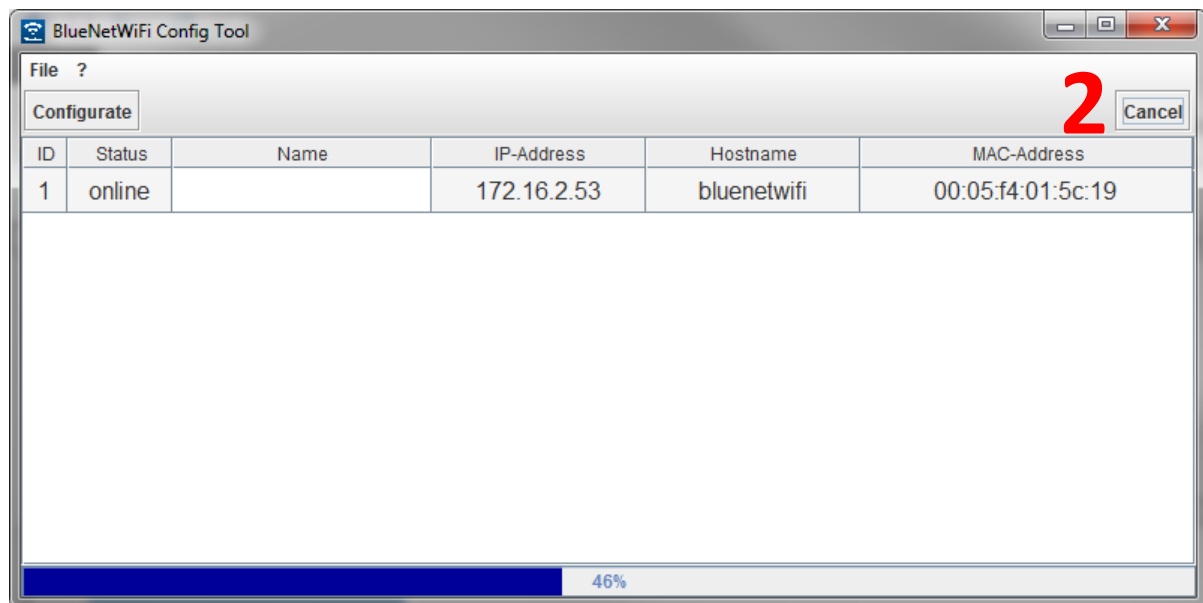 BlueNetWiFi Config Tool
File ?
Configurate 2 Cancel
ID Status Name IP-Address Hostname MAC-Address
1 online 172.16.2.53 bluenetwifi 00:05:f4:01:5c:19
46%